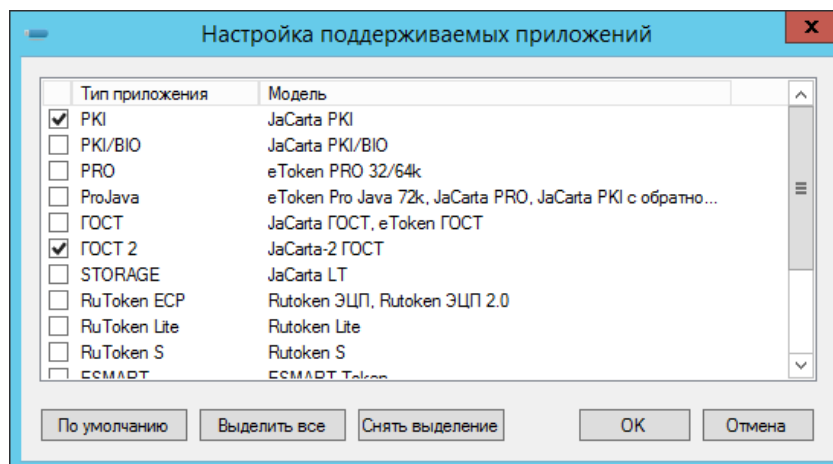 Настройка поддерживаемых приложений
Тип приложения Модель
PKI JaCarta PKI
PKI/BIO JaCarta PKI/BIO
PRO eToken PRO 32/64k
ProJava eToken Pro Java 72k, JaCarta PRO, JaCarta PKI с обратно...
ГОСТ JaCarta ГОСТ, eToken ГОСТ
ГОСТ 2 JaCarta-2 ГОСТ
STORAGE JaCarta LT
RuToken ECP Rutoken ЭЦП, Rutoken ЭЦП 2.0
RuToken Lite Rutoken Lite
RuToken S Rutoken S
ESMART ESMART Token
По умолчанию Выделить все Снять выделение OK Отмена